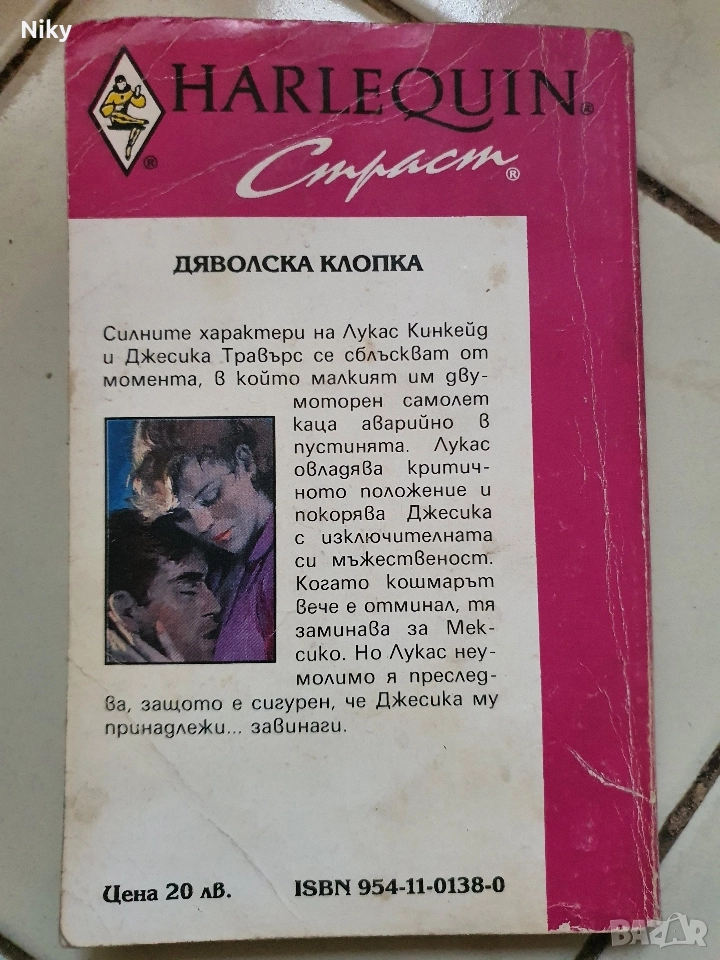 Niky
HARLEQUIN®
®
Страст®
ДЯВОЛСКА КЛОПКА
Силните характери на Лукас Кинкейд
и Джесика Травърс се сблъскват от
момента, в който малкият им дву-
моторен самолет
каца аварийно в
пустинята. Лукас
овладява критич-
ното положение и
покорява Джесика
с изключителната
си мъжественост.
Когато кошмарът
вече е отминал, тя
заминава за Мек-
сико. Но Лукас неу-
молимо я преслед-
ва, защото е сигурен, че Джесика му
принадлежи... завинаги.
Цена 20 лв.
ISBN 954-11-0138-0
BAZAR